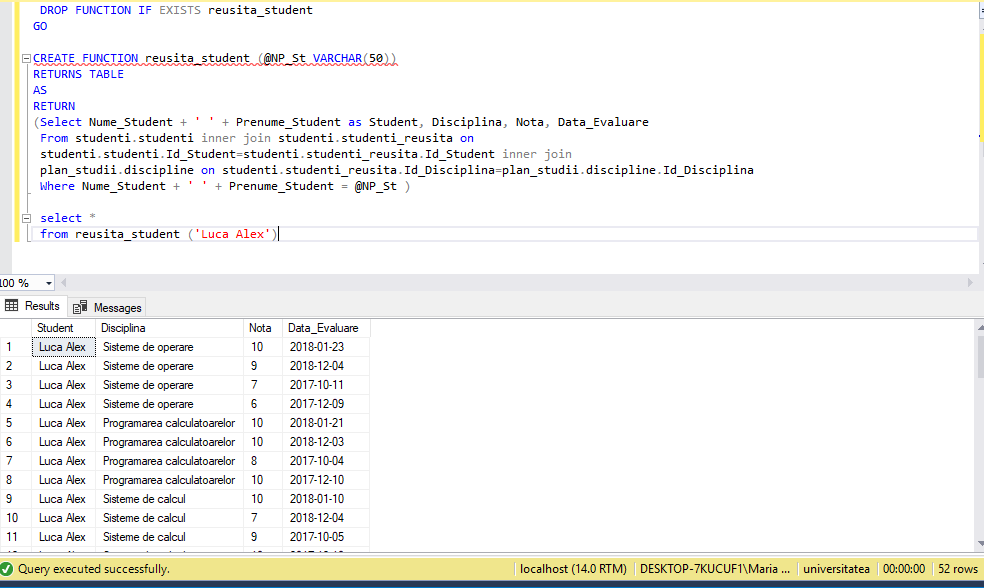 DROP FUNCTION IF EXISTS reusita_student
GO
CREATE FUNCTION reusita_student (@NP_St VARCHAR(50))
RETURNS TABLE
AS
RETURN
(Select Nume_Student + ' ' + Prenume_Student as Student, Disciplina, Nota, Data_Evaluare
From studenti.studenti inner join studenti.studenti_reusita on
studenti.studenti.Id_Student=studenti.studenti_reusita.Id_Student inner join
plan_studii.discipline on studenti.studenti_reusita.Id_Disciplina=plan_studii.discipline.Id_Disciplina
Where Nume_Student + ' ' + Prenume_Student = @NP_St )
select *
from reusita_student ('Luca Alex')
100 %
Results Messages
Student Disciplina Nota Data_Evaluare
1 Luca Alex Sisteme de operare 10 2018-01-23
2 Luca Alex Sisteme de operare 9 2018-12-04
3 Luca Alex Sisteme de operare 7 2017-10-11
4 Luca Alex Sisteme de operare 6 2017-12-09
5 Luca Alex Programarea calculatoarelor 10 2018-01-21
6 Luca Alex Programarea calculatoarelor 10 2018-12-03
7 Luca Alex Programarea calculatoarelor 8 2017-10-04
8 Luca Alex Programarea calculatoarelor 10 2017-12-10
9 Luca Alex Sisteme de calcul 10 2018-01-10
10 Luca Alex Sisteme de calcul 7 2018-12-04
11 Luca Alex Sisteme de calcul 9 2017-10-05
Query executed successfully. localhost (14.0 RTM) DESKTOP-7KUCUF1\Maria ... universitatea 00:00:00 52 rows